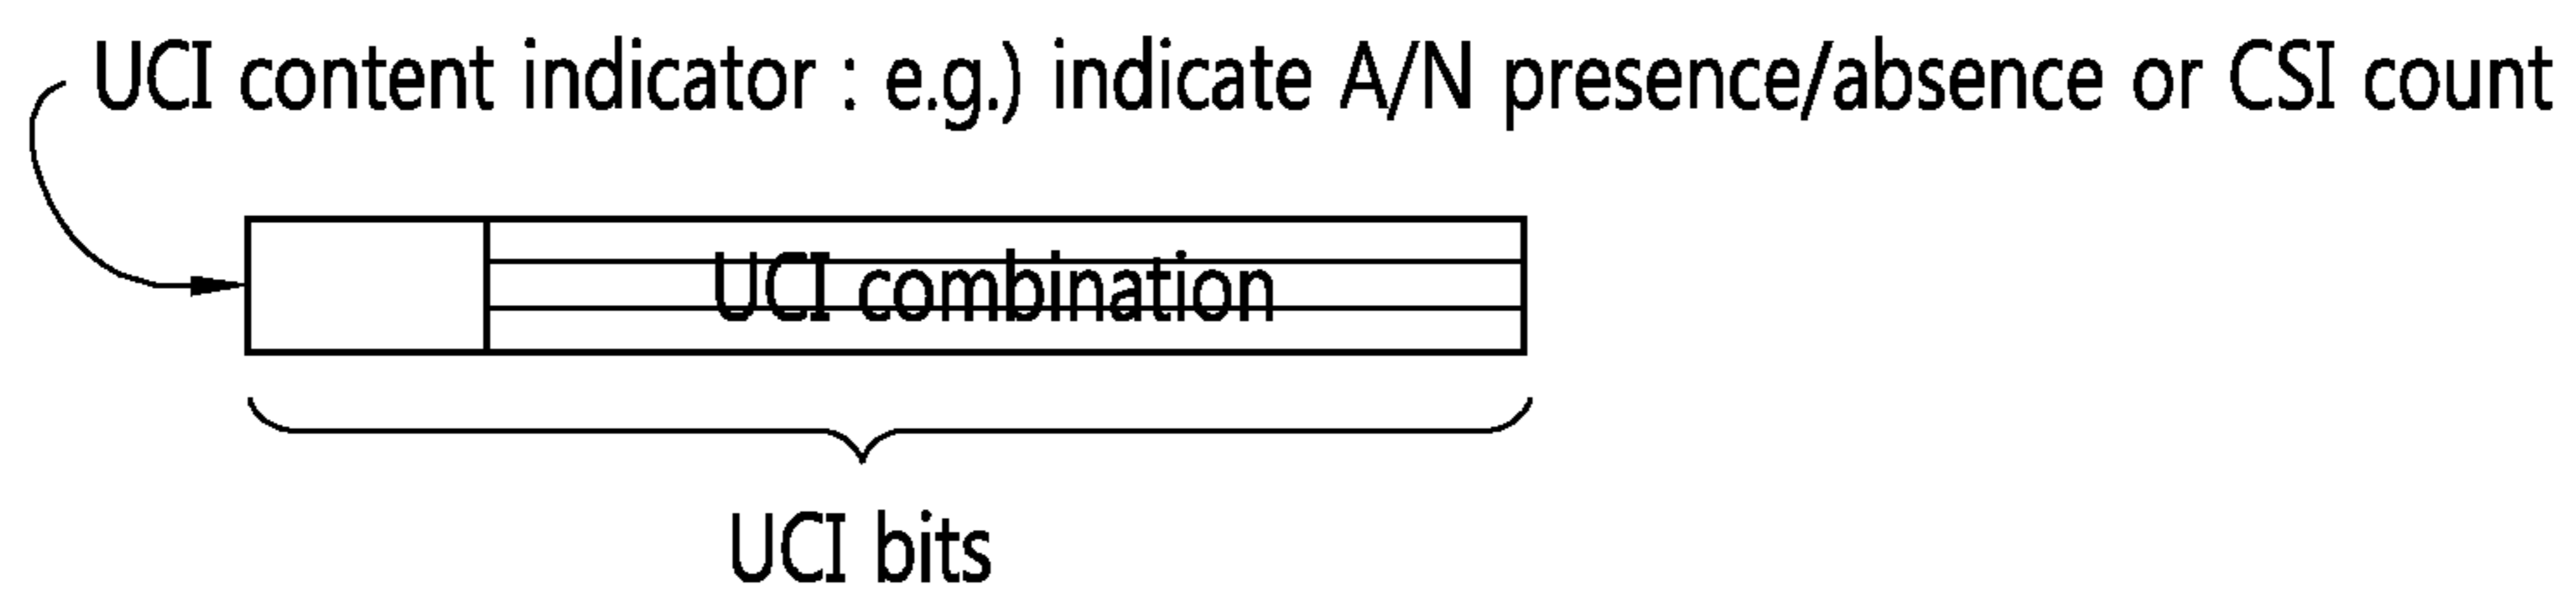 UCI content indicator : e.g.) indicate A/N presence/absence or CSI count
UCI combination
UCI bits